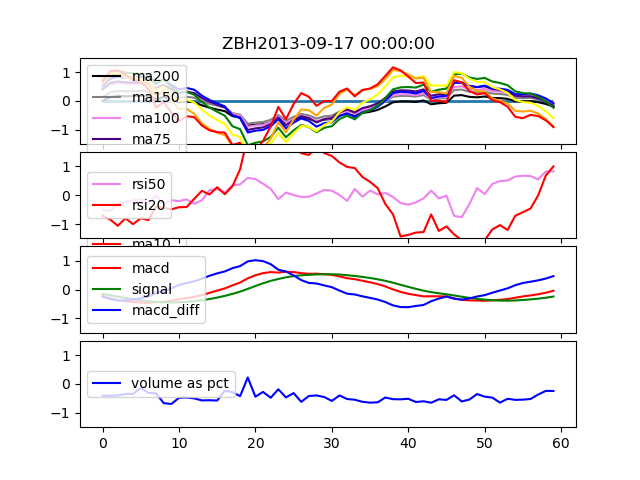 ZBH2013-09-17 00:00:00
1
0
−1
ma200
ma150
ma100
ma75
1
0
−1
rsi50
rsi20
ma10
1
0
−1
macd
signal
macd_diff
1
0
−1
volume as pct
0 10 20 30 40 50 60